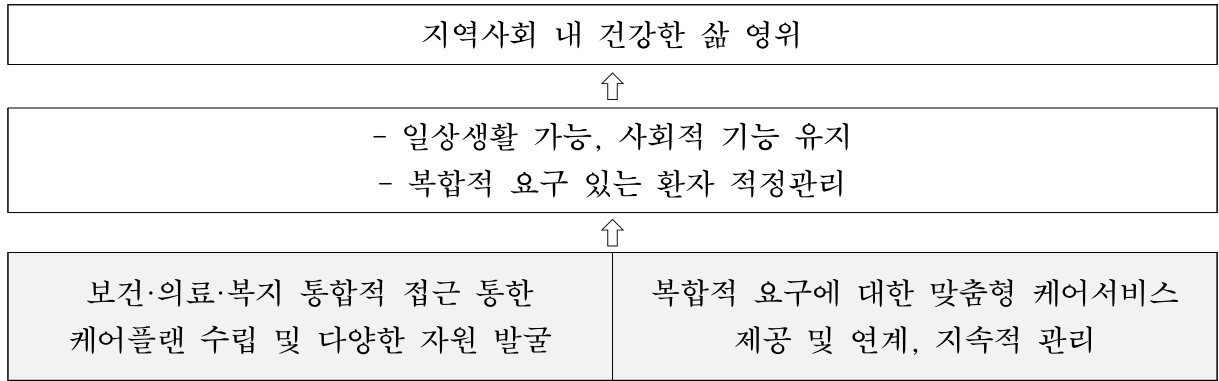 지역사회 내 건강한 삶 영위
⇧
- 일상생활 가능, 사회적 기능 유지
- 복합적 요구 있는 환자 적정관리
⇧
보건·의료·복지 통합적 접근 통한
케어플랜 수립 및 다양한 자원 발굴
복합적 요구에 대한 맞춤형 케어서비스
제공 및 연계, 지속적 관리